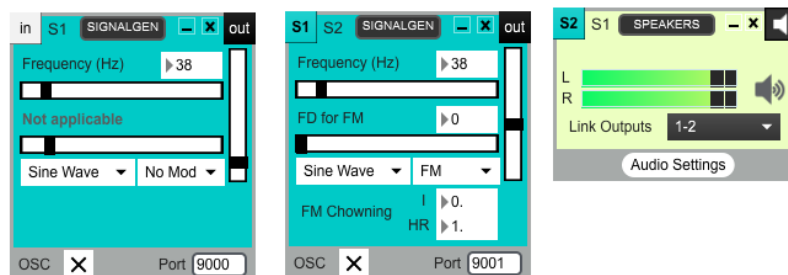 in S1 SIGNALGEN out
Frequency (Hz) 38
Not applicable
Sine Wave No Mod
OSC X Port 9000
S1 S2 SIGNALGEN out
Frequency (Hz) 38
FD for FM 0
Sine Wave FM
FM Chowning I 0.
HR 1.
OSC X Port 9001
S2 S1 SPEAKERS
L
R
Link Outputs 1-2
Audio Settings